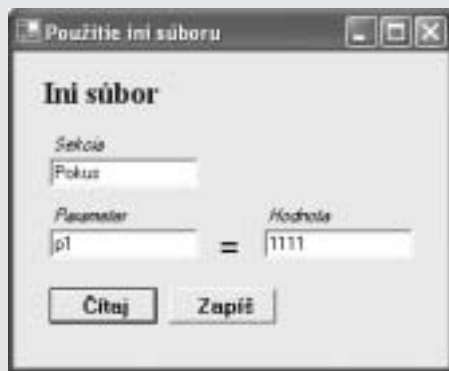 Použitie ini súboru
Ini súbor
Sekcia
Pokus
Parameter Hodnota
p1 = 1111
Čítaj Zapíš